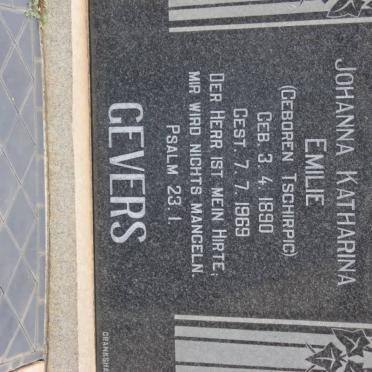 JOHANNA KATHARINA
EMILIE
(GEBOREN TSCHIRPIG)
GEB. 3. 4. 1890
GEST. 7. 7. 1969
DER HERR IST MEIN HIRTE,
MIR WIRD NICHTS MANGELN.
PSALM 23. 1.
GEVERS